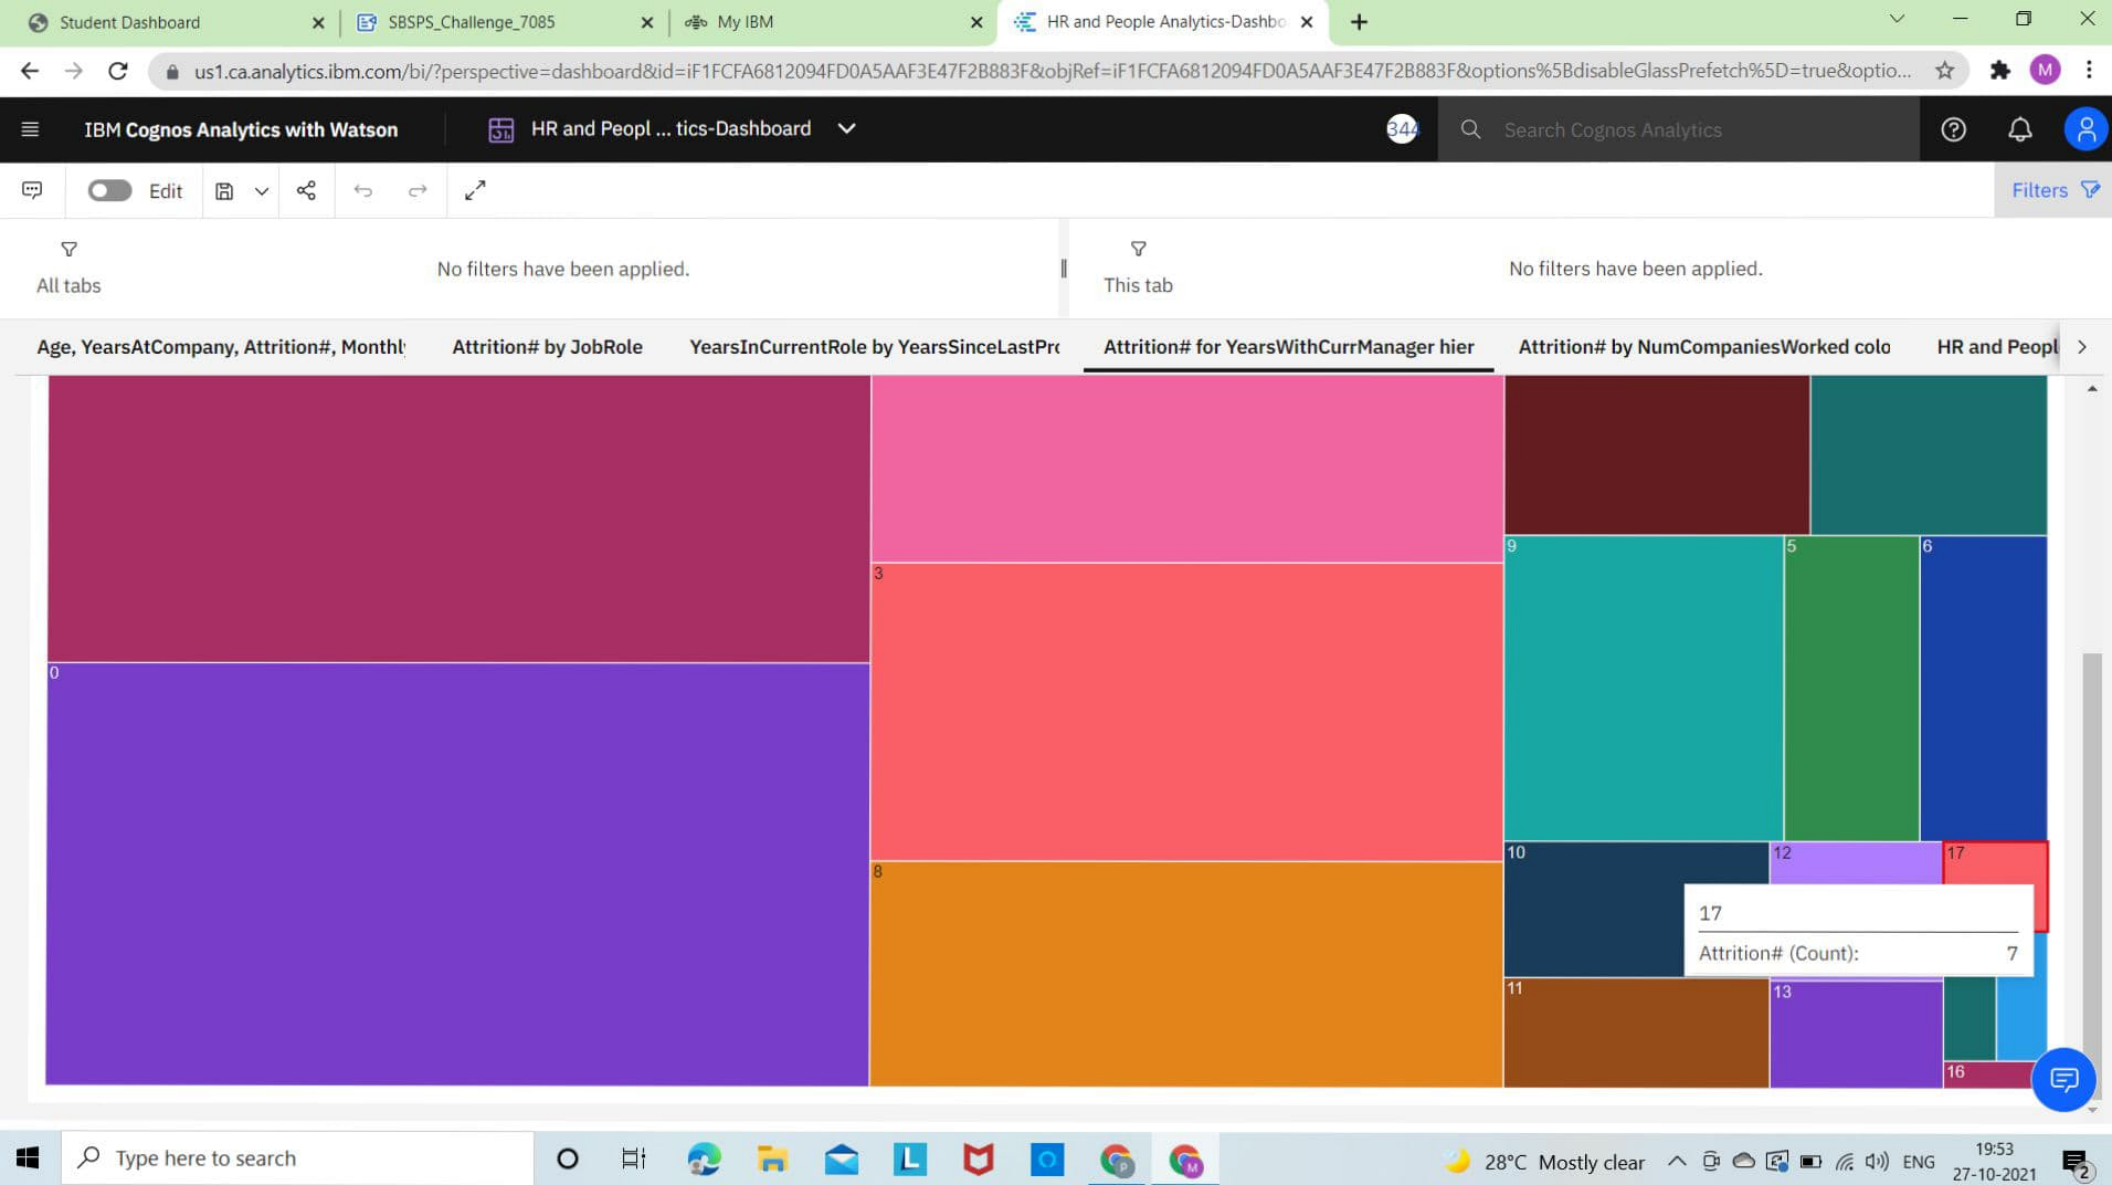 Student Dashboard
SBSPS_Challenge_7085
My IBM
HR and People Analytics-Dashbo
us1.ca.analytics.ibm.com/bi/?perspective=dashboard&id=iF1FCFA6812094FD0A5AAF3E47F2B883F&objRef=iF1FCFA6812094FD0A5AAF3E47F2B883F&options%5BdisableGlassPrefetch%5D=true&optio...
M
IBM Cognos Analytics with Watson
HR and Peopl ... tics-Dashboard
344
Search Cognos Analytics
Edit
Filters
All tabs
No filters have been applied.
This tab
No filters have been applied.
Age, YearsAtCompany, Attrition#, Monthly
Attrition# by JobRole
YearsInCurrentRole by YearsSinceLastPro
Attrition# for YearsWithCurrManager hier
Attrition# by NumCompaniesWorked colo
HR and Peopl
9
5
6
3
0
10
12
17
8
17
Attrition# (Count): 7
11
13
16
Type here to search
28°C Mostly clear
ENG
19:53
27-10-2021
2